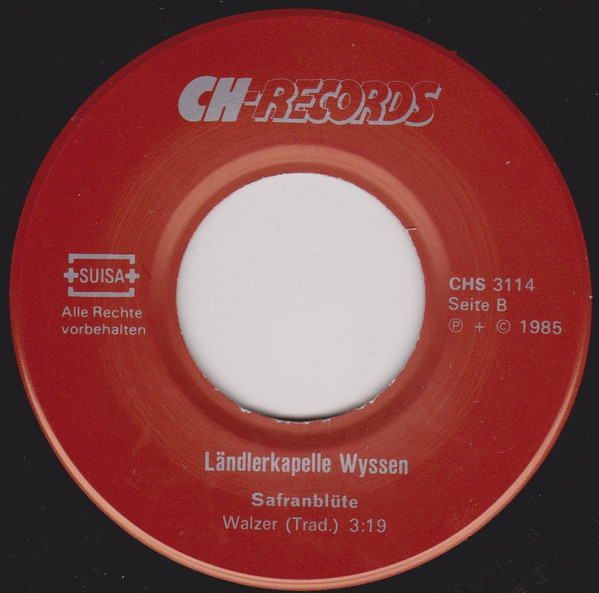 CH-RECORDS
+SUISA+
Alle Rechte
vorbehalten
CHS 3114
Seite B
Ⓟ + © 1985
Ländlerkapelle Wyssen
Safranblüte
Walzer (Trad.) 3:19